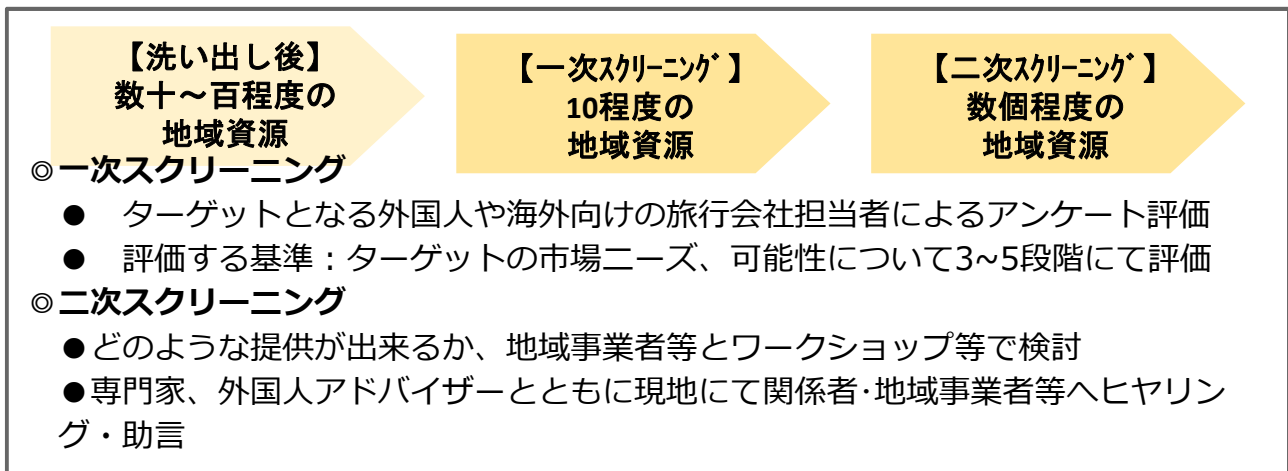 【洗い出し後】
数十～百程度の
地域資源
【一次ｽｸﾘｰﾆﾝｸﾞ】
10程度の
地域資源
【二次ｽｸﾘｰﾆﾝｸﾞ】
数個程度の
地域資源
◎一次スクリーニング
●　ターゲットとなる外国人や海外向けの旅行会社担当者によるアンケート評価
●　評価する基準：ターゲットの市場ニーズ、可能性について3~5段階にて評価
◎二次スクリーニング
●どのような提供が出来るか、地域事業者等とワークショップ等で検討
●専門家、外国人アドバイザーとともに現地にて関係者･地域事業者等へヒヤリン
グ・助言